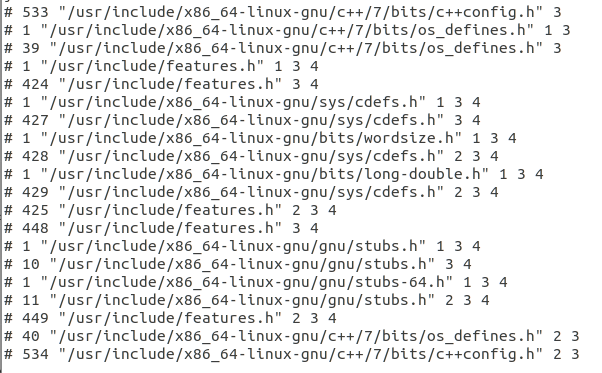 # 533 "/usr/include/x86_64-linux-gnu/c++/7/bits/c++config.h" 3
# 1 "/usr/include/x86_64-linux-gnu/c++/7/bits/os_defines.h" 1 3
# 39 "/usr/include/x86_64-linux-gnu/c++/7/bits/os_defines.h" 3
# 1 "/usr/include/features.h" 1 3 4
# 424 "/usr/include/features.h" 3 4
# 1 "/usr/include/x86_64-linux-gnu/sys/cdefs.h" 1 3 4
# 427 "/usr/include/x86_64-linux-gnu/sys/cdefs.h" 3 4
# 1 "/usr/include/x86_64-linux-gnu/bits/wordsize.h" 1 3 4
# 428 "/usr/include/x86_64-linux-gnu/sys/cdefs.h" 2 3 4
# 1 "/usr/include/x86_64-linux-gnu/bits/long-double.h" 1 3 4
# 429 "/usr/include/x86_64-linux-gnu/sys/cdefs.h" 2 3 4
# 425 "/usr/include/features.h" 2 3 4
# 448 "/usr/include/features.h" 3 4
# 1 "/usr/include/x86_64-linux-gnu/gnu/stubs.h" 1 3 4
# 10 "/usr/include/x86_64-linux-gnu/gnu/stubs.h" 3 4
# 1 "/usr/include/x86_64-linux-gnu/gnu/stubs-64.h" 1 3 4
# 11 "/usr/include/x86_64-linux-gnu/gnu/stubs.h" 2 3 4
# 449 "/usr/include/features.h" 2 3 4
# 40 "/usr/include/x86_64-linux-gnu/c++/7/bits/os_defines.h" 2 3
# 534 "/usr/include/x86_64-linux-gnu/c++/7/bits/c++config.h" 2 3